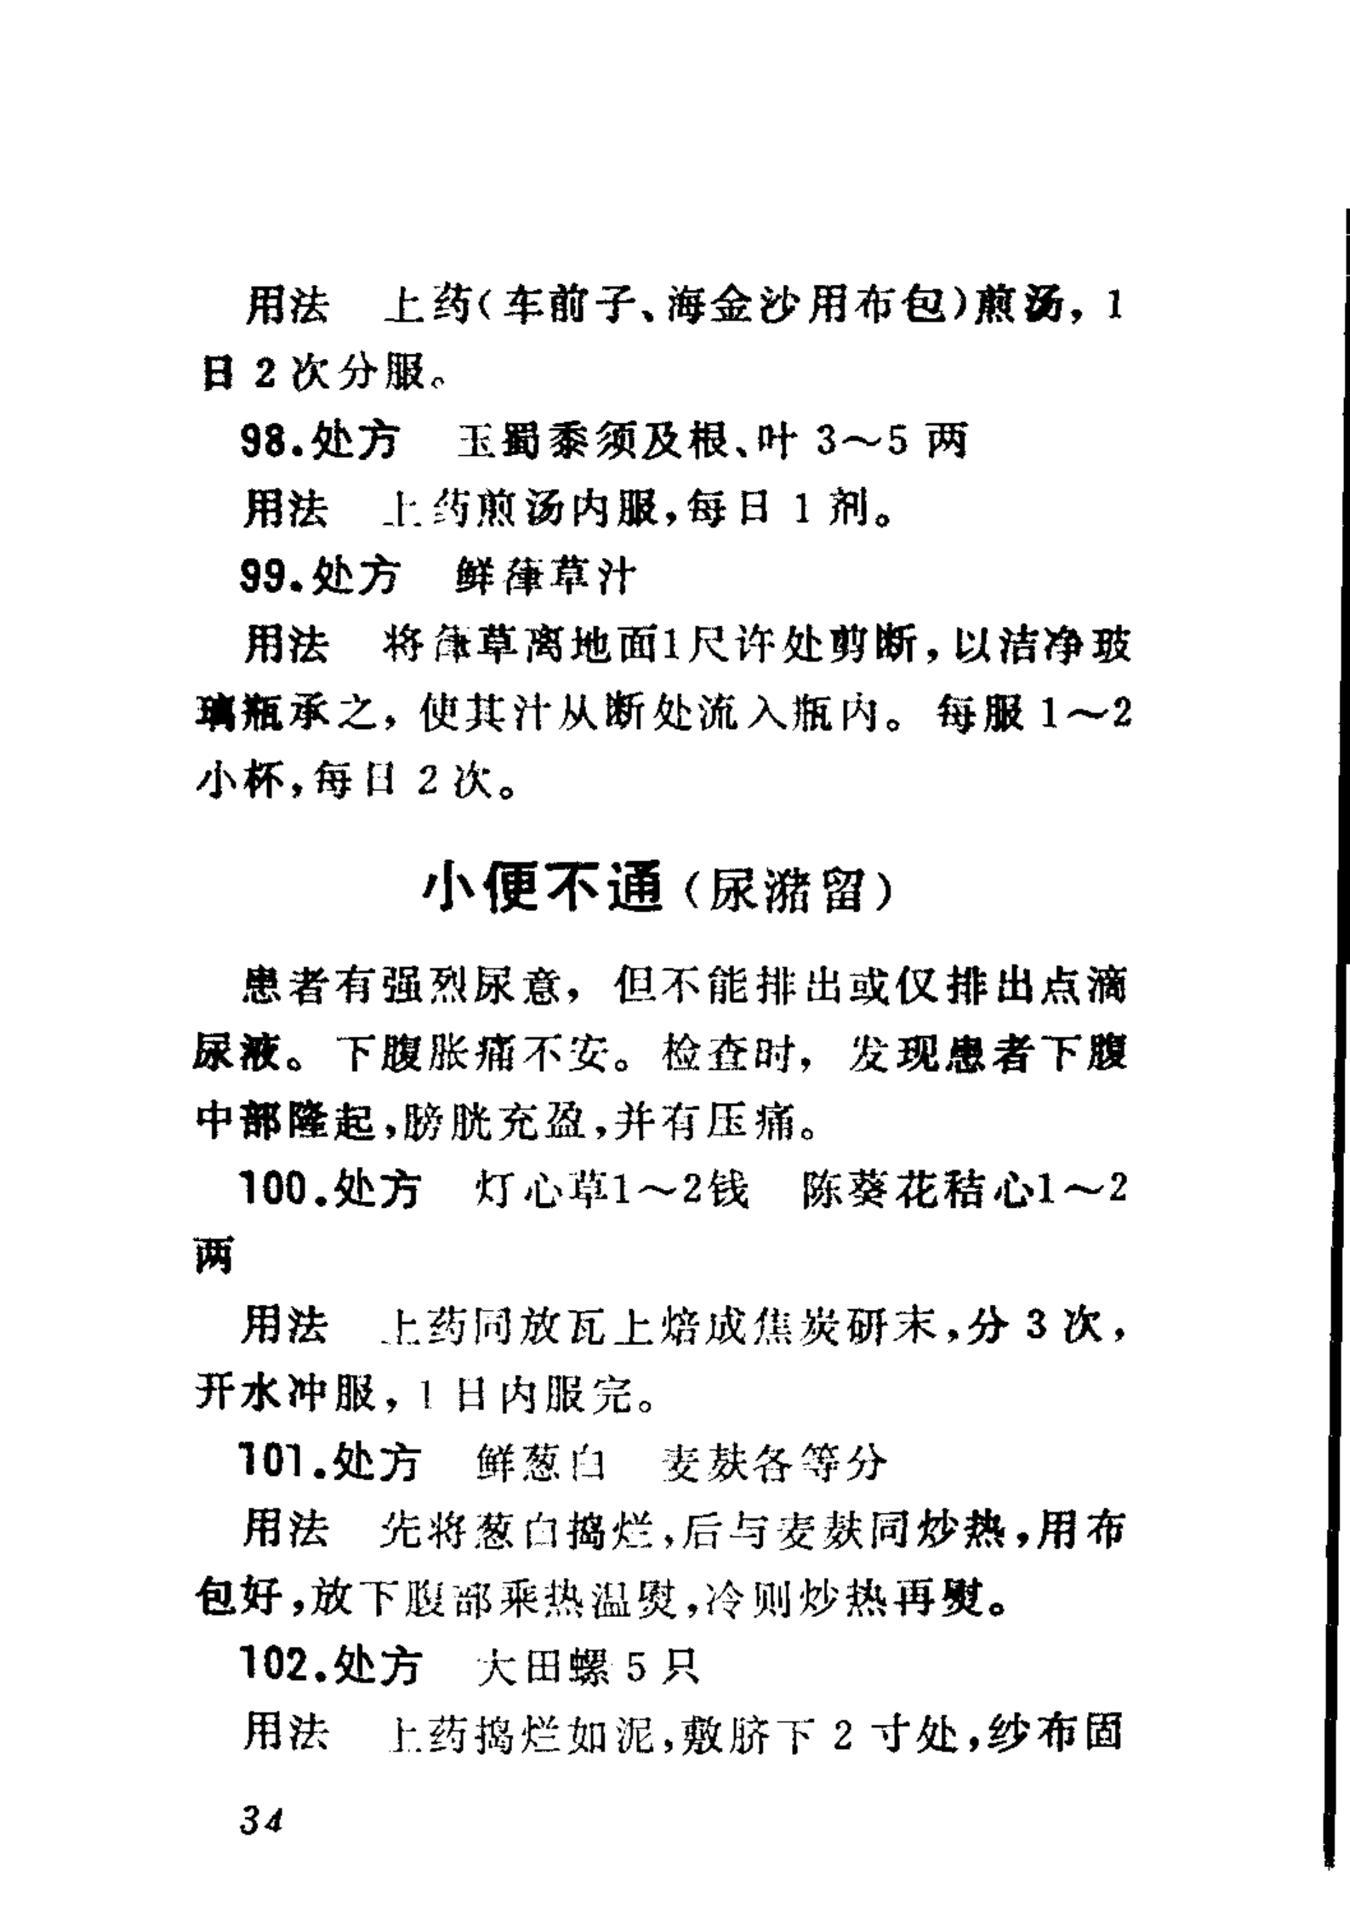 用法　上药(车前子、海金沙用布包)煎汤，1
日 2 次分服。
98.处方　玉蜀黍须及根、叶 3～5 两
用法　上药煎汤内服,每日 1 剂。
99.处方　鲜葎草汁
用法　将葎草离地面1尺许处剪断,以洁净玻
璃瓶承之，使其汁从断处流入瓶内。每服 1～2
小杯,每日 2 次。
小便不通(尿潴留)
患者有强烈尿意，但不能排出或仅排出点滴
尿液。下腹胀痛不安。检查时，发现患者下腹
中部隆起,膀胱充盈,并有压痛。
100.处方　灯心草1～2钱　陈葵花秸心1～2
两
用法　上药同放瓦上焙成焦炭研末,分 3 次，
开水冲服，1 日内服完。
101.处方　鲜葱白　麦麸各等分
用法　先将葱白捣烂,后与麦麸同炒热,用布
包好,放下腹部乘热温熨,冷则炒热再熨。
102.处方　大田螺 5 只
用法　上药捣烂如泥,敷脐下 2 寸处,纱布固
34